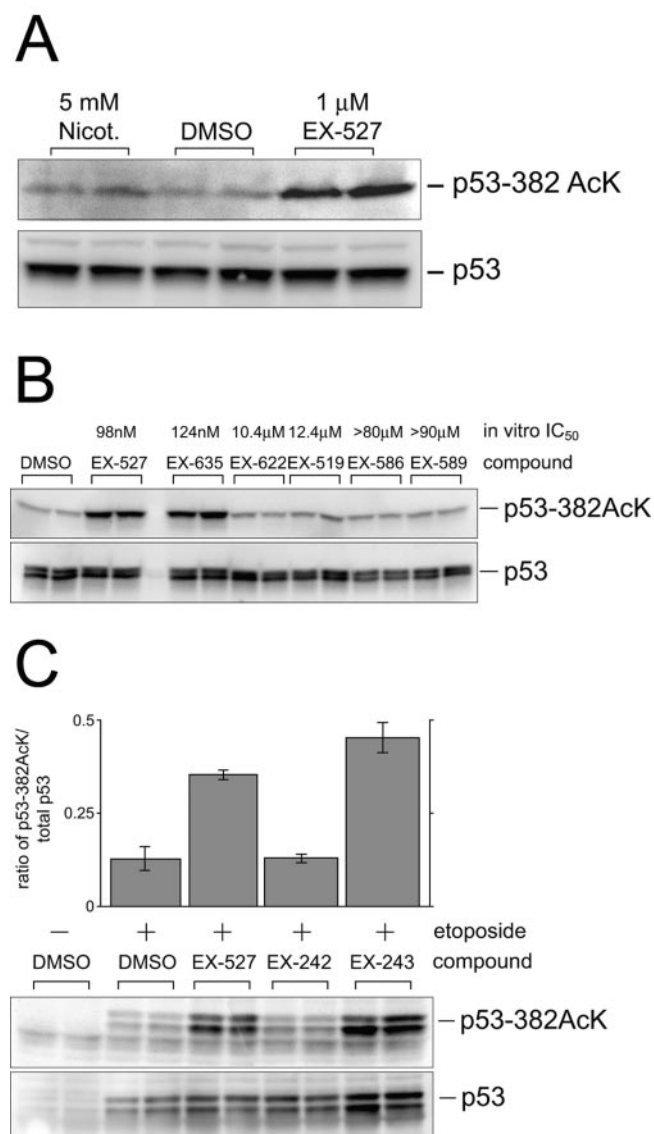 A
5 mM 1 μM
Nicot. DMSO EX-527
– p53-382 AcK
– p53
B
98nM 124nM 10.4μM 12.4μM >80μM >90μM in vitro IC50
DMSO EX-527 EX-635 EX-622 EX-519 EX-586 EX-589 compound
– p53-382AcK
– p53
C
ratio of p53-382AcK/
total p53
0.5
0.25
0
– + + + + etoposide
DMSO DMSO EX-527 EX-242 EX-243 compound
– p53-382AcK
– p53